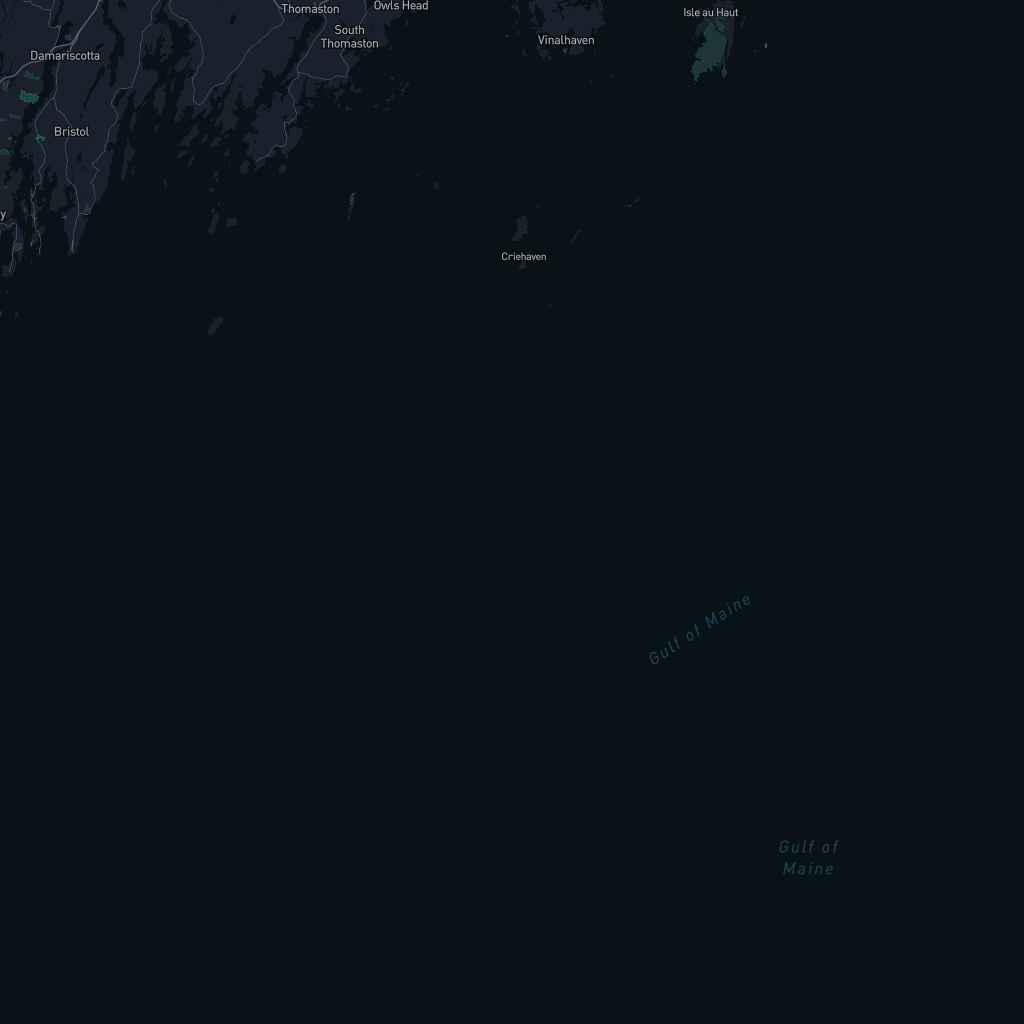 Owls Head
Thomaston
Isle au Haut
South
Thomaston
Vinalhaven
Damariscotta
Bristol
y
Criehaven
Gulf of Maine
Gulf of
Maine